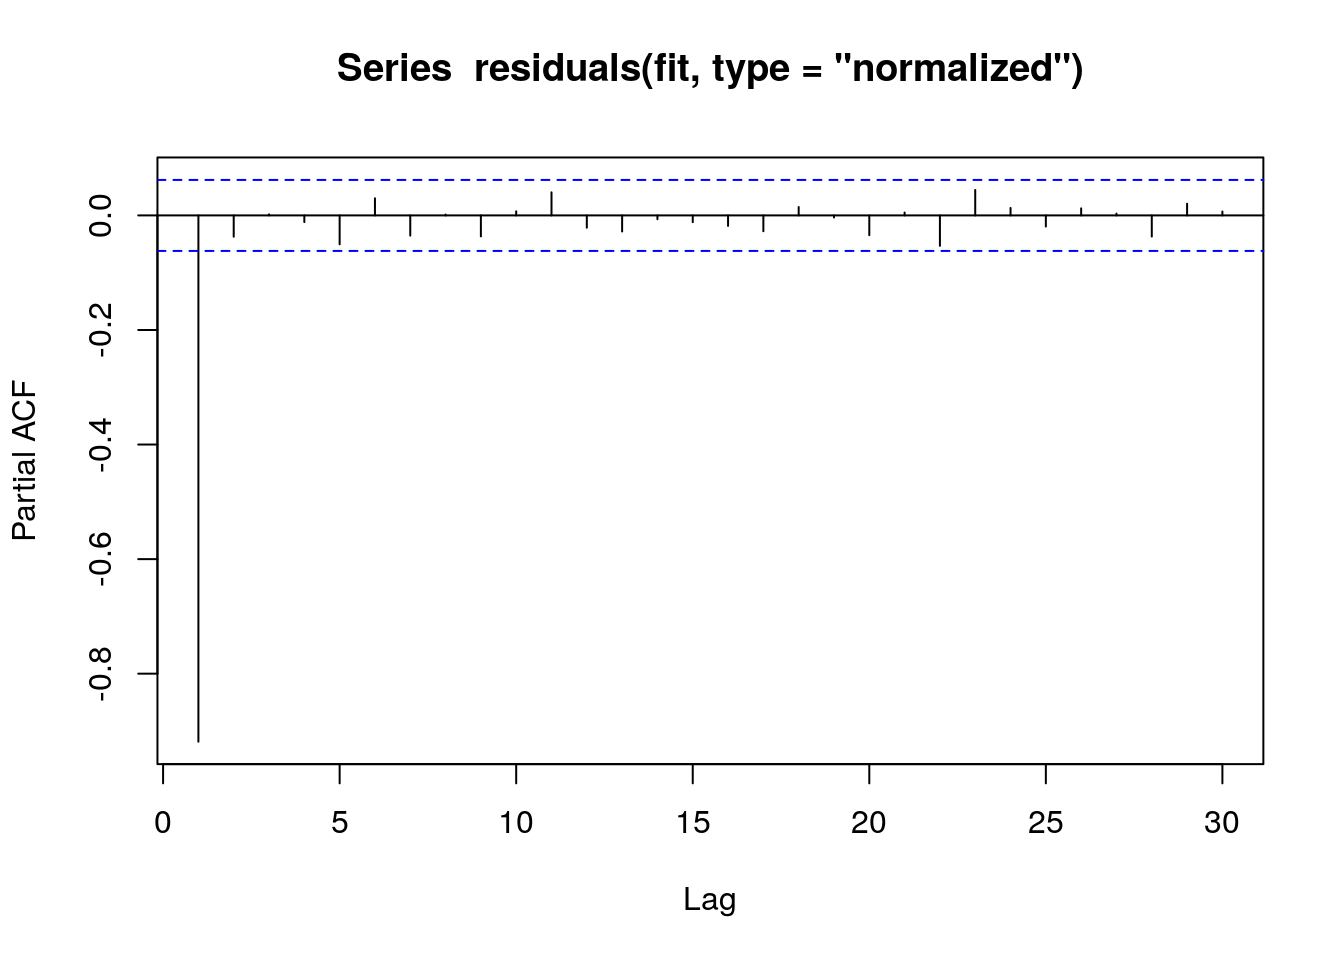 Series  residuals(fit, type = "normalized")
Partial ACF
0.0
-0.2
-0.4
-0.6
-0.8
0 5 10 15 20 25 30
Lag